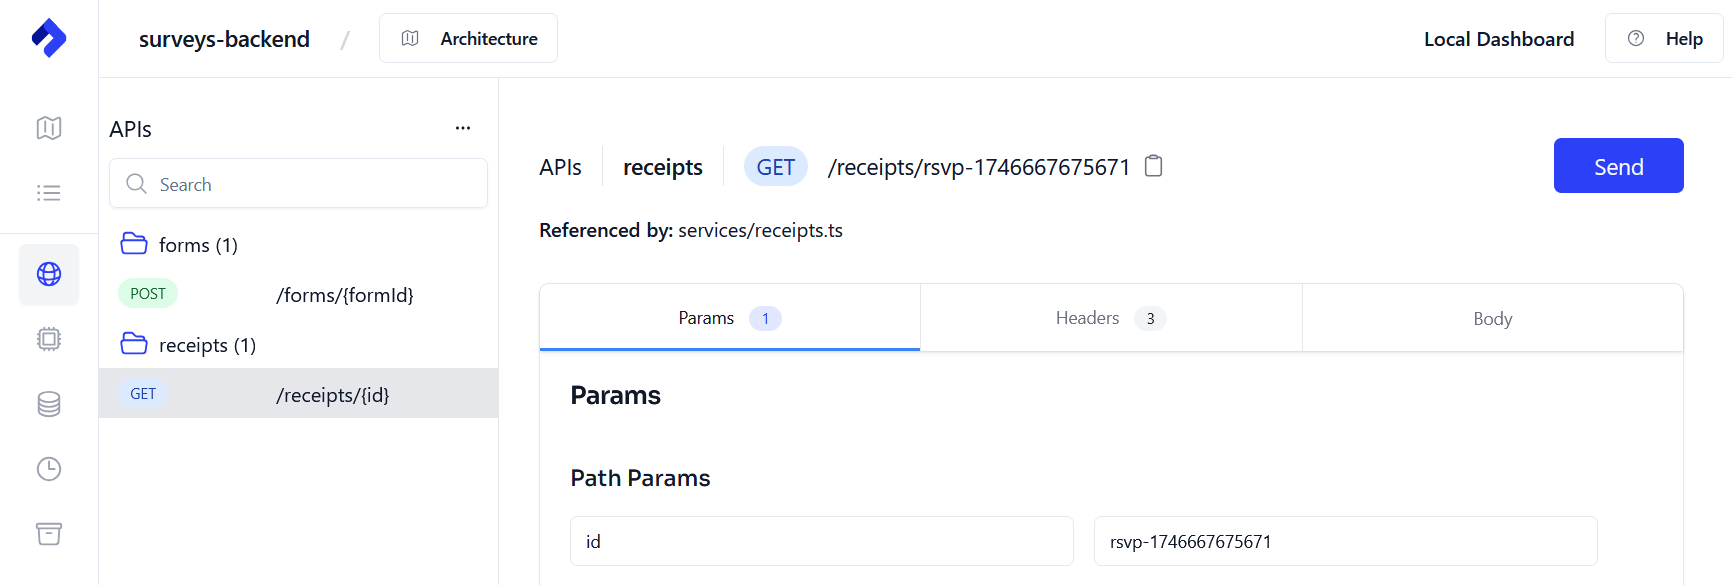 surveys-backend / Architecture
Local Dashboard
Help
APIs ...
Search
forms (1)
POST /forms/{formId}
receipts (1)
GET /receipts/{id}
APIs receipts GET /receipts/rsvp-1746667675671
Send
Referenced by: services/receipts.ts
Params 1
Headers 3
Body
Params
Path Params
id
rsvp-1746667675671